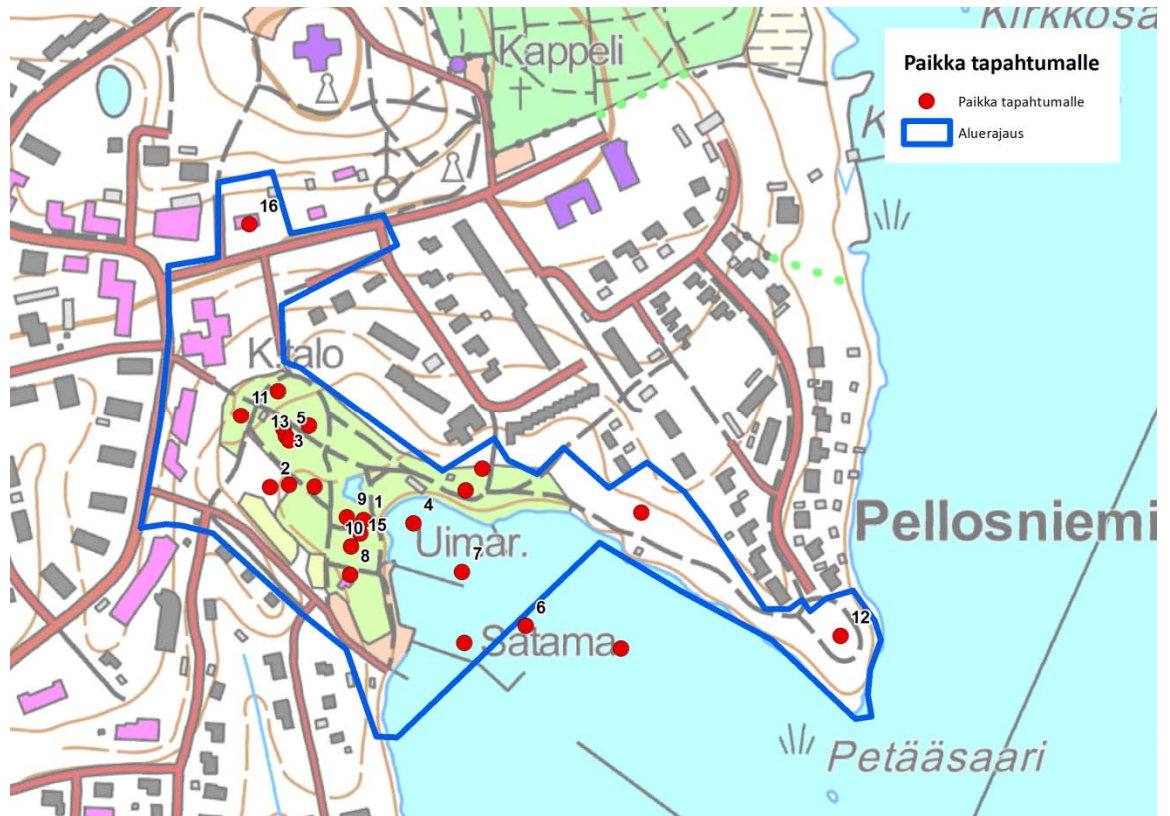 Kirkkosa
Kappeli
Paikka tapahtumalle
Paikka tapahtumalle
Aluerajaus
K
16
K.talo
11
5
13
3
2
9
1
4
10
15
Uimar.
8
7
Pellosniemi
6
12
Satama
Petääsaari